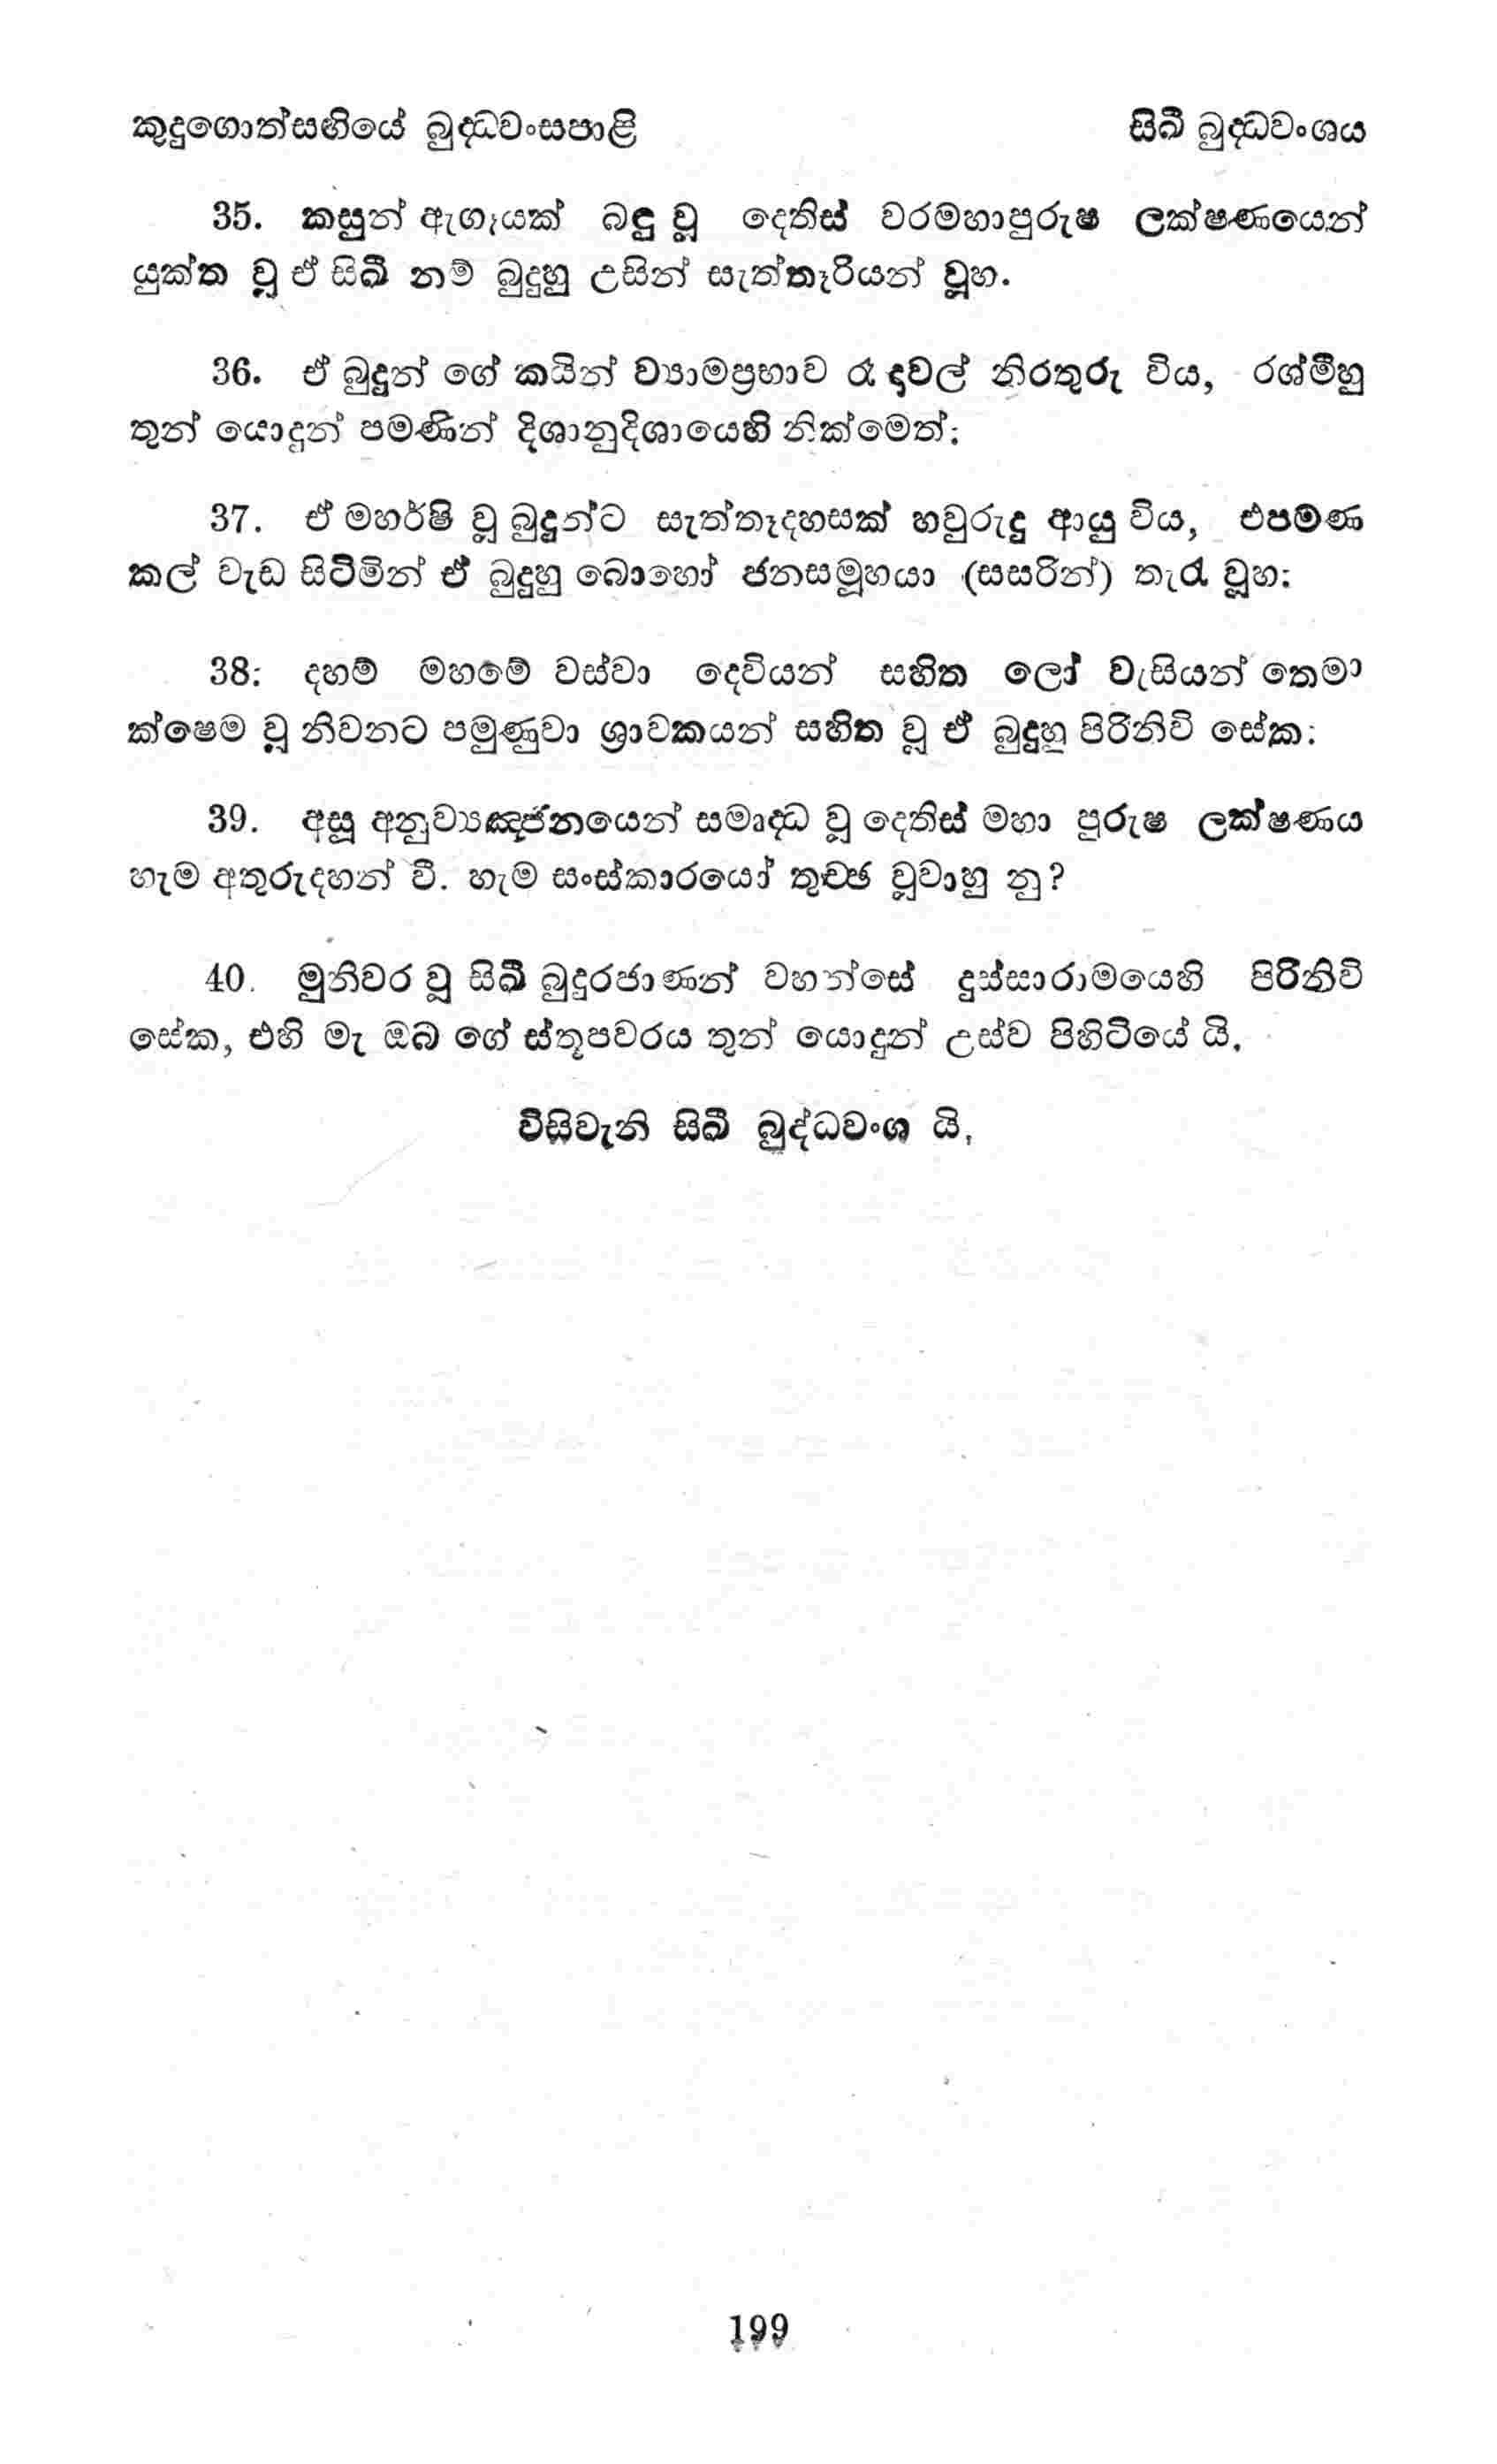 කුදුගොත්සඟියේ බුද්ධවංසපාළි සිඛී බුද්ධවංශය
35. කසුන් ඇගෑයක් බඳු වූ දෙතිස් වරමහාපුරුෂ ලක්ෂණයෙන්
යුක්ත වූ ඒ සිඛී නම් බුදුහු උසින් සැත්තෑරියන් වූහ.
36. ඒ බුදුන් ගේ කයින් ව්‍යාමප්‍රභාව රෑ දාවල් නිරතුරු විය, රශ්මීහු
තුන් යොදුන් පමණින් දිශානුදිශායෙහි නික්මෙත්:
37. ඒ මහර්ෂි වූ බුදුන්ට සැත්තෑදහසක් හවුරුදු ආයු විය, එපමණ
කල් වැඩ සිටිමින් ඒ බුදුහු බොහෝ ජනසමූහයා (සසරින්) තැරැ වූහ:
38: දහම් මහමේ වස්වා දෙවියන් සහිත ලෝ වැසියන් තෙමා
ක්ෂෙම වූ නිවනට පමුණුවා ශ්‍රාවකයන් සහිත වූ ඒ බුදුහු පිරිනිවි සේක:
39. අසූ අනුව්‍යඤ්ජනයෙන් සමෘද්ධ වූ දෙතිස් මහා පුරුෂ ලක්ෂණය
හැම අතුරුදහන් වී. හැම සංස්කාරයෝ තුච්ඡ වූවාහු නු?
40. මුනිවර වූ සිඛී බුදුරජාණන් වහන්සේ දුස්සාරාමයෙහි පිරිනිවි
සේක, එහි මැ ඔබ ගේ ස්තූපවරය තුන් යොදුන් උස්ව පිහිටියේ යි.
විසිවැනි සිඛී බුද්ධවංශ යි.
199